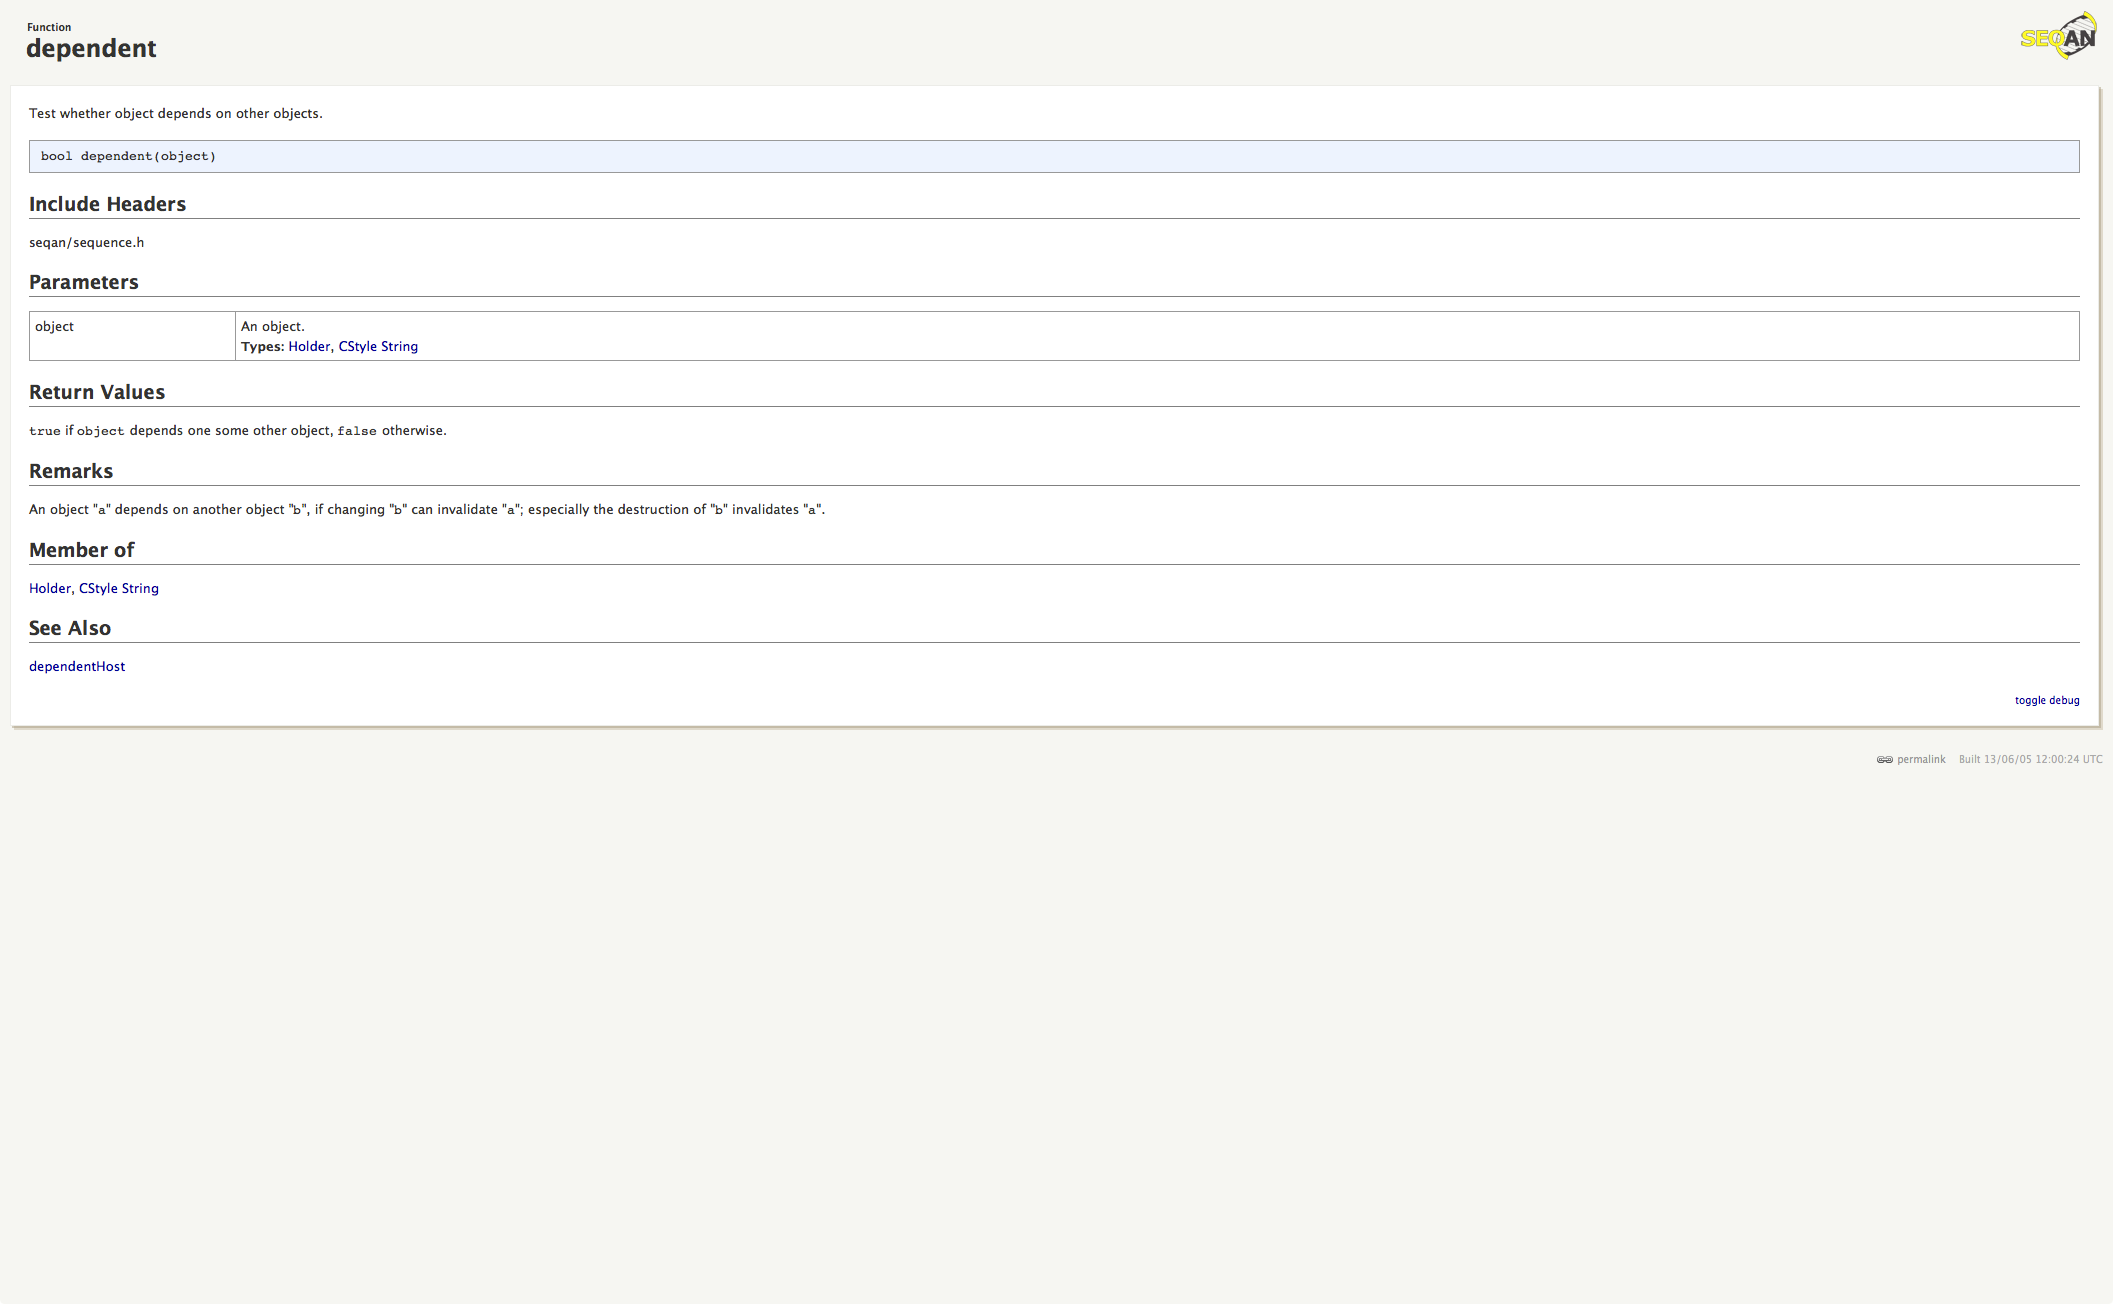 Function
dependent
SEQAN
Test whether object depends on other objects.
bool dependent(object)
Include Headers
seqan/sequence.h
Parameters
object
An object.
Types: Holder, CStyle String
Return Values
true if object depends one some other object, false otherwise.
Remarks
An object "a" depends on another object "b", if changing "b" can invalidate "a"; especially the destruction of "b" invalidates "a".
Member of
Holder, CStyle String
See Also
dependentHost
toggle debug
permalink Built 13/06/05 12:00:24 UTC